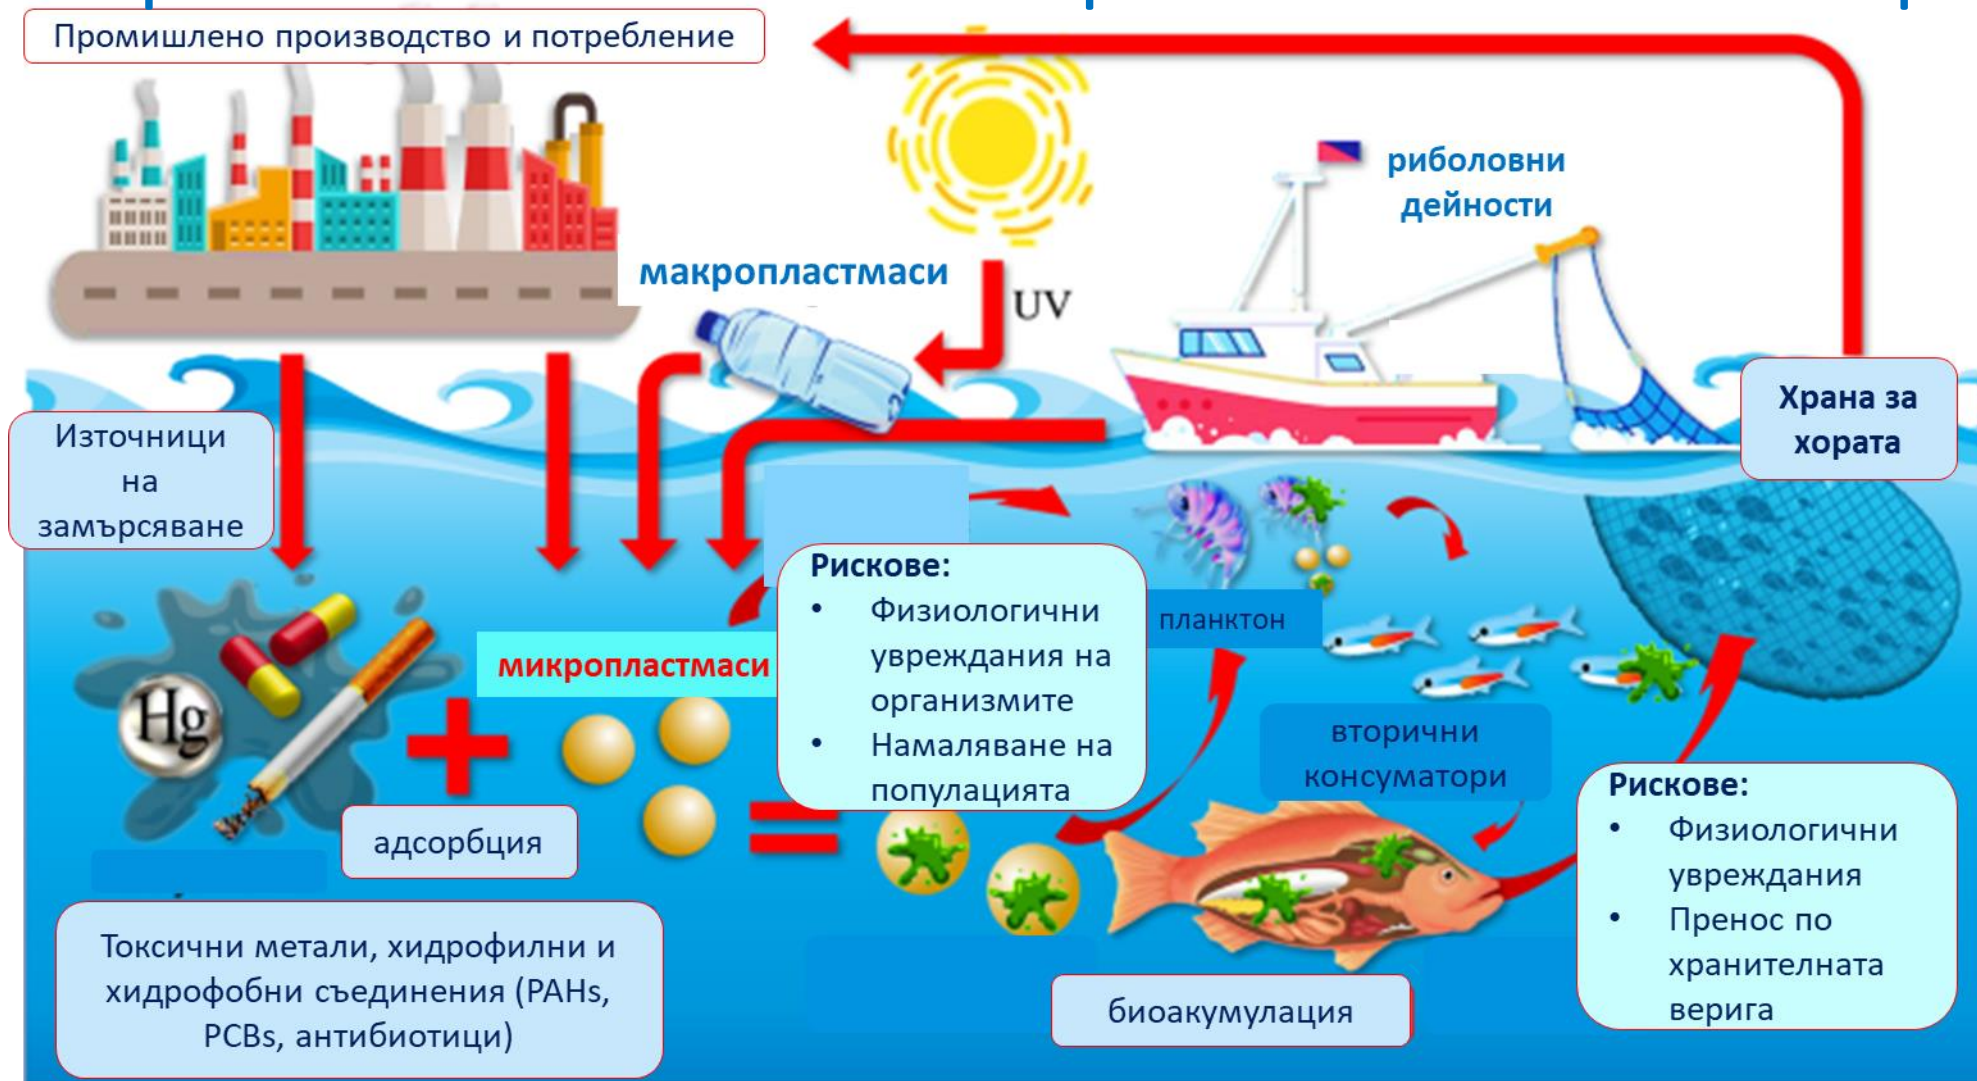 Промишлено производство и потребление
риболовни
дейности
макропластмаси
UV
Храна за
хората
Източници
на
замърсяване
Рискове:
• Физиологични
увреждания на
организмите
• Намаляване на
популацията
планктон
микропластмаси
Hg
вторични
консуматори
Рискове:
• Физиологични
увреждания
• Пренос по
хранителната
верига
адсорбция
Токсични метали, хидрофилни и
хидрофобни съединения (PAHs,
PCBs, антибиотици)
биоакумулация